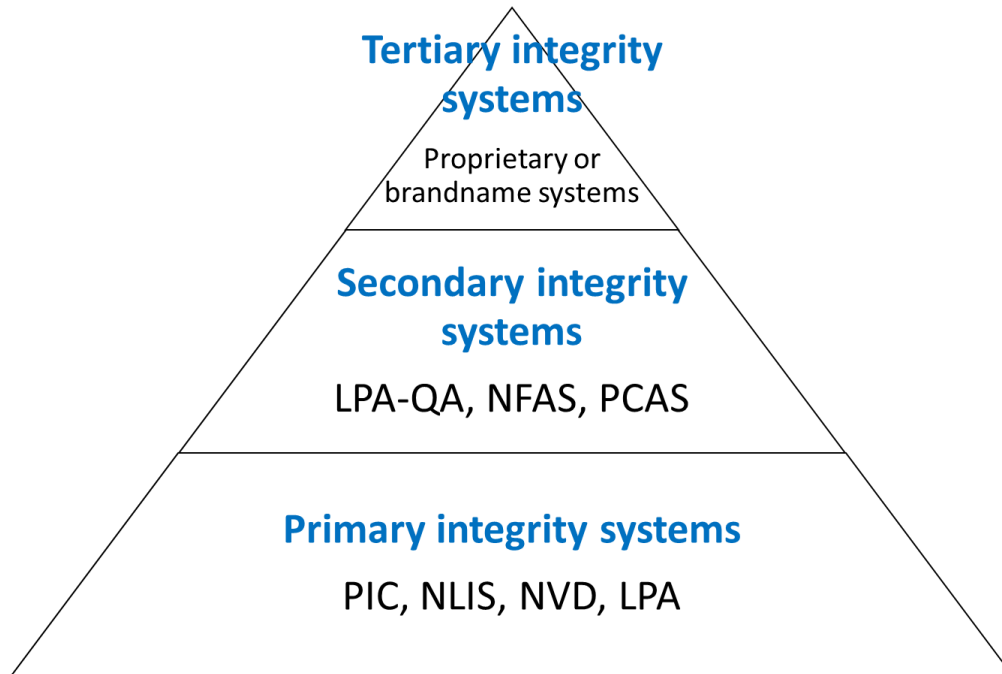 Tertiary integrity
systems
Proprietary or
brandname systems
Secondary integrity
systems
LPA-QA, NFAS, PCAS
Primary integrity systems
PIC, NLIS, NVD, LPA